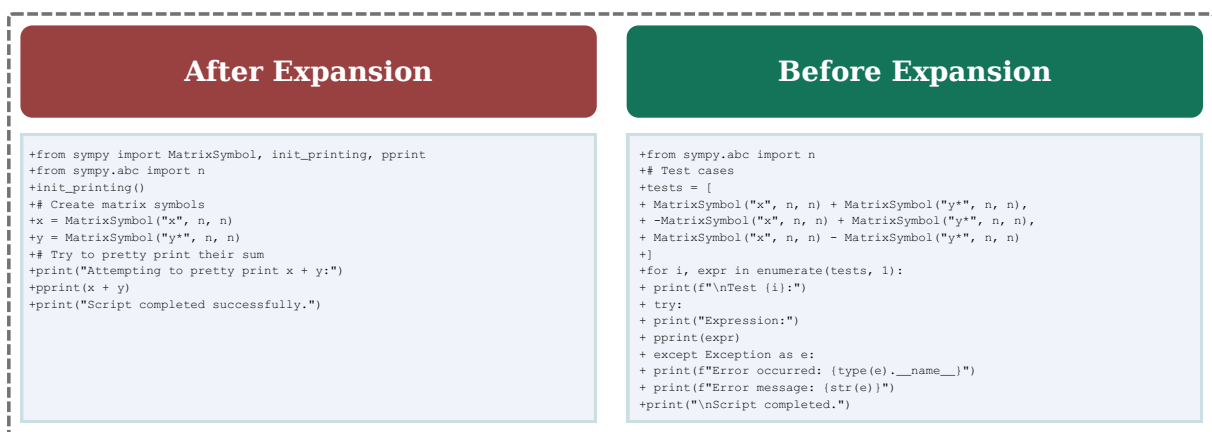 After Expansion
+from sympy import MatrixSymbol, init_printing, pprint
+from sympy.abc import n
+init_printing()
+# Create matrix symbols
+x = MatrixSymbol("x", n, n)
+y = MatrixSymbol("y*", n, n)
+# Try to pretty print their sum
+print("Attempting to pretty print x + y:")
+pprint(x + y)
+print("Script completed successfully.")
Before Expansion
+from sympy.abc import n
+# Test cases
+tests = [
+ MatrixSymbol("x", n, n) + MatrixSymbol("y*", n, n),
+ -MatrixSymbol("x", n, n) + MatrixSymbol("y*", n, n),
+ MatrixSymbol("x", n, n) - MatrixSymbol("y*", n, n)
+]
+for i, expr in enumerate(tests, 1):
+ print(f"\nTest {i}:")
+ try:
+ print("Expression:")
+ pprint(expr)
+ except Exception as e:
+ print(f"Error occurred: {type(e).__name__}")
+ print(f"Error message: {str(e)}")
+print("\nScript completed.")